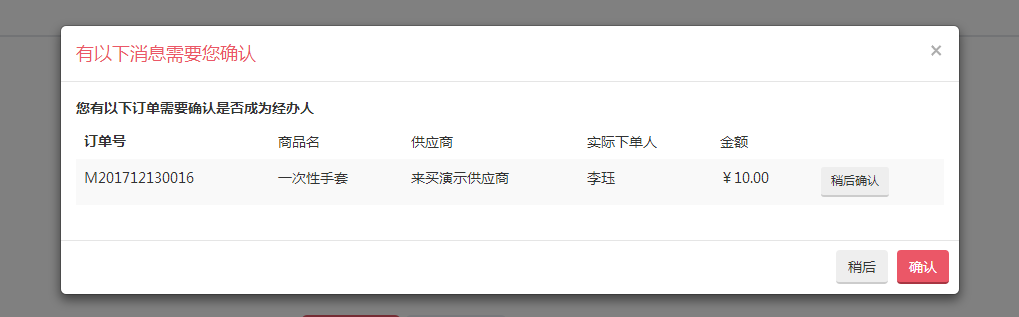 有以下消息需要您确认 ×
您有以下订单需要确认是否成为经办人
订单号 商品名 供应商 实际下单人 金额
M201712130016 一次性手套 来买演示供应商 李珏 ￥10.00 稍后确认
稍后 确认